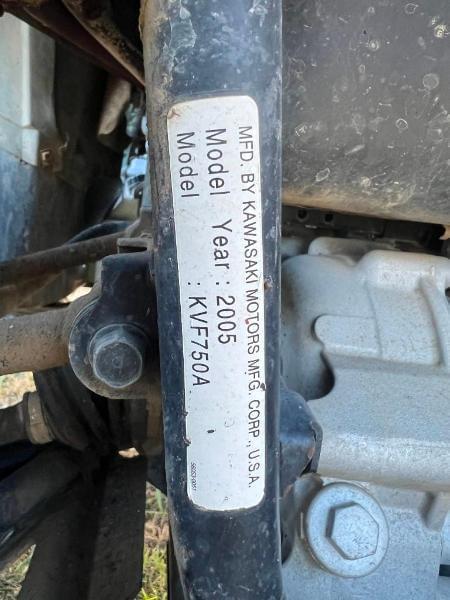 MFD. BY KAWASAKI MOTORS MFG. CORP., U.S.A.
Model Year : 2005
Model : KVF750A